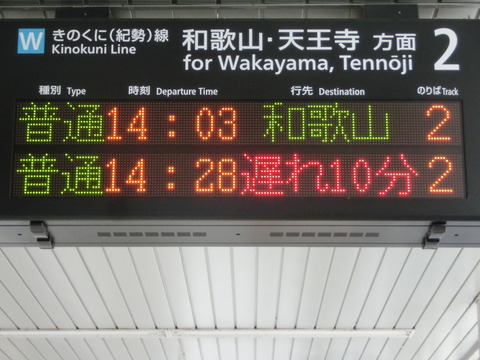 W きのくに(紀勢)線 和歌山・天王寺 方面 2
Kinokuni Line for Wakayama, Tennōji
種別 Type 時刻 Departure Time 行先 Destination のりば Track
普通 14:03 和歌山 2
普通 14:28 遅れ10分 2